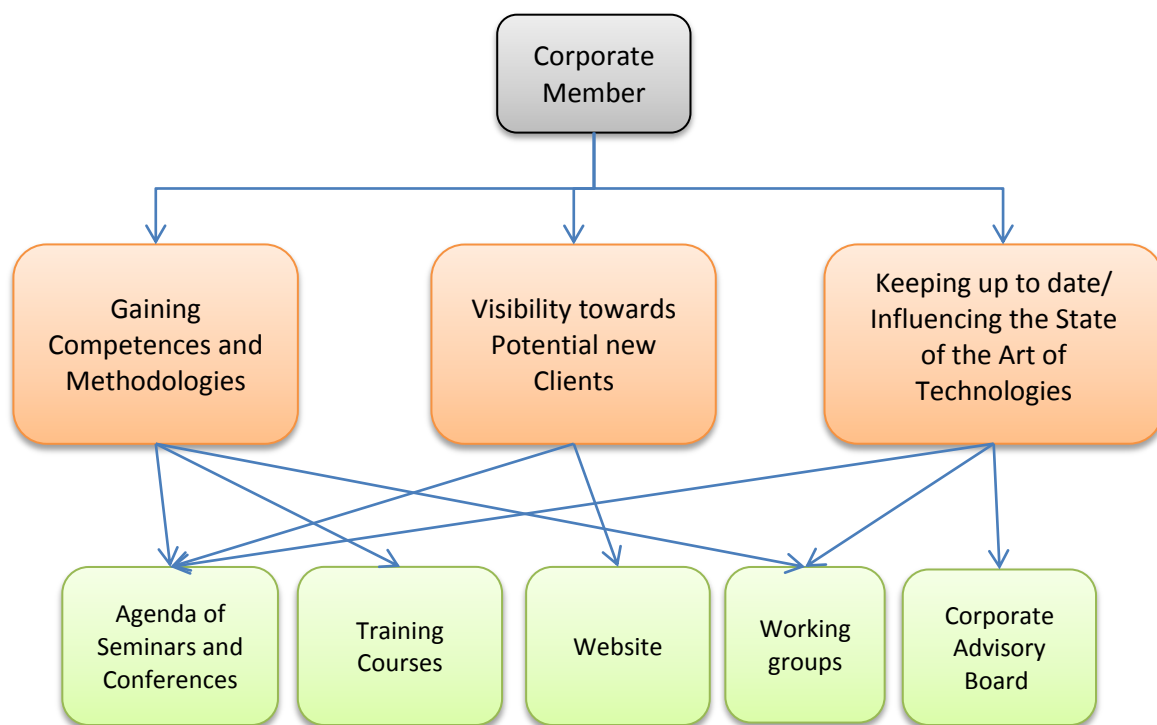 Corporate
Member
Gaining
Competences and
Methodologies
Visibility towards
Potential new
Clients
Keeping up to date/
Influencing the State
of the Art of
Technologies
Agenda of
Seminars and
Conferences
Training
Courses
Website
Working
groups
Corporate
Advisory
Board